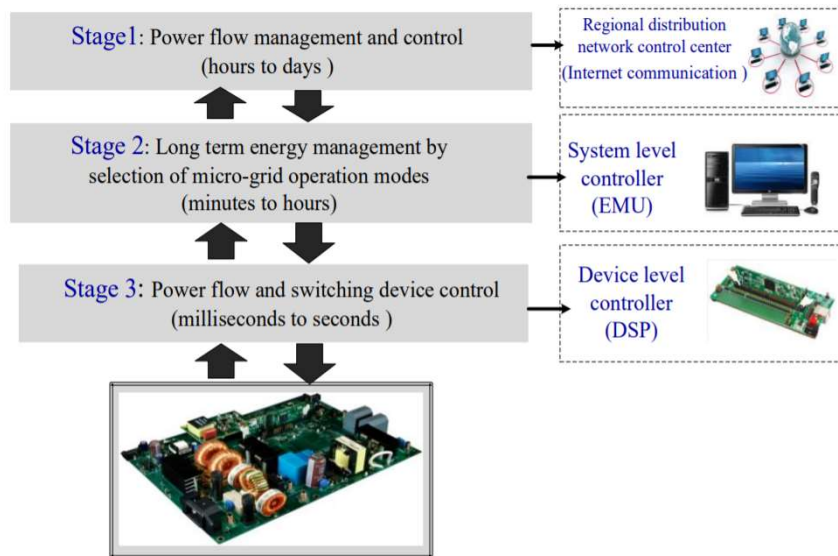 Stage1: Power flow management and control
(hours to days )
Regional distribution
network control center
(Internet communication )
Stage 2: Long term energy management by
selection of micro-grid operation modes
(minutes to hours)
System level
controller
(EMU)
Stage 3: Power flow and switching device control
(milliseconds to seconds )
Device level
controller
(DSP)